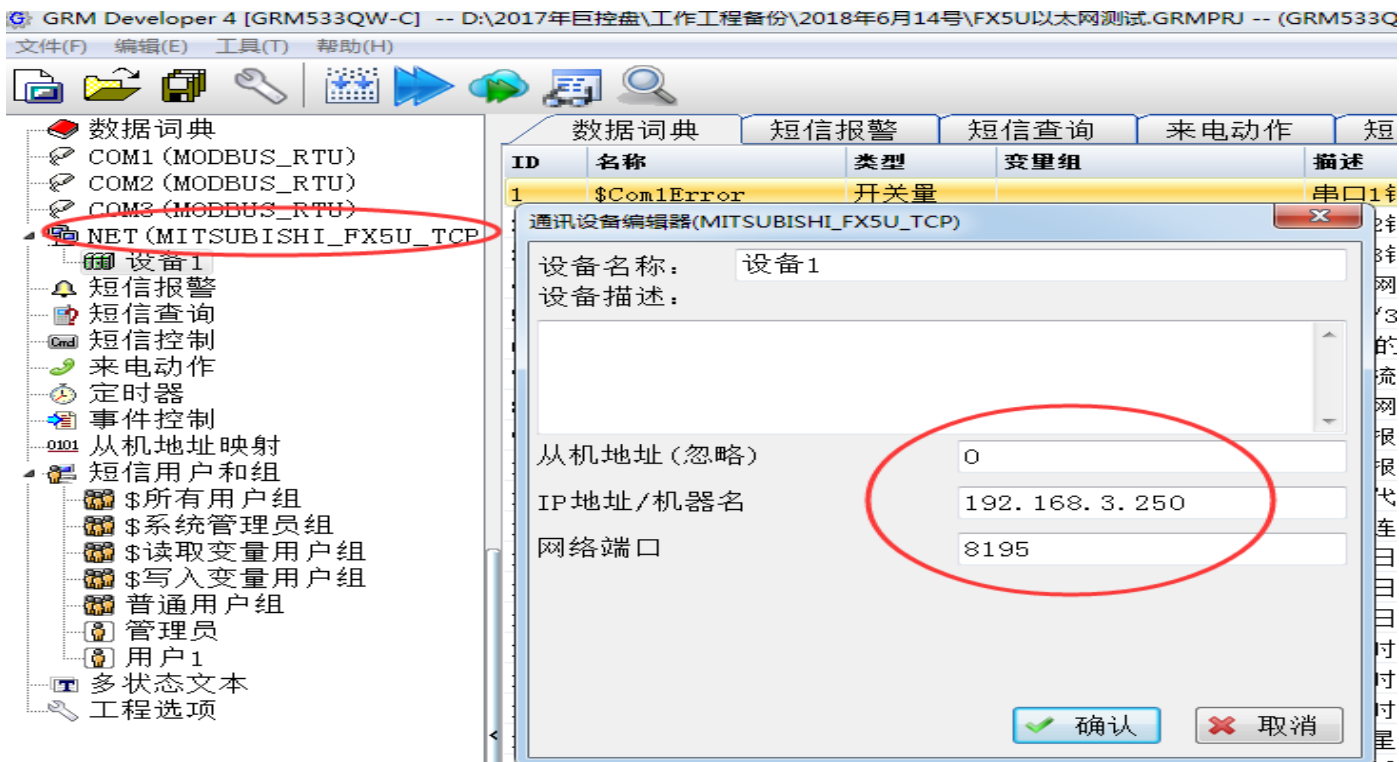 GRM Developer 4 [GRM533QW-C] -- D:\2017年巨控盘\工作工程备份\2018年6月14号\FX5U以太网测试.GRMPRJ -- (GRM533Q
文件(F) 编辑(E) 工具(T) 帮助(H)
数据词典
COM1(MODBUS_RTU)
COM2(MODBUS_RTU)
COM3(MODBUS_RTU)
NET(MITSUBISHI_FX5U_TCP
设备1
短信报警
短信查询
Cmd 短信控制
来电动作
定时器
事件控制
0101 从机地址映射
短信用户和组
$所有用户组
$系统管理员组
$读取变量用户组
$写入变量用户组
普通用户组
管理员
用户1
多状态文本
工程选项
数据词典 短信报警 短信查询 来电动作 短
ID 名称 类型 变量组 描述
1 $Com1Error 开关量 串口1
通讯设备编辑器(MITSUBISHI_FX5U_TCP)
设备名称： 设备1
设备描述：
从机地址(忽略) 0
IP地址/机器名 192.168.3.250
网络端口 8195
确认 取消